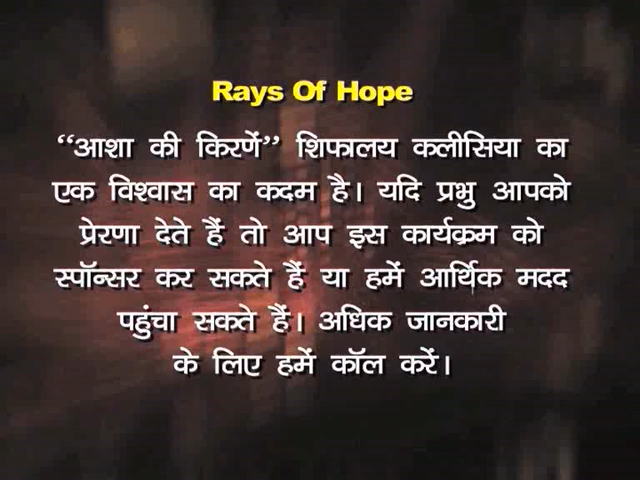 Rays Of Hope
“आशा की किरणें” शिफालय कलीसिया का
एक विश्वास का कदम है। यदि प्रभु आपको
प्रेरणा देते हैं तो आप इस कार्यक्रम को
स्पॉन्सर कर सकते हैं या हमें आर्थिक मदद
पहुंचा सकते हैं। अधिक जानकारी
के लिए हमें कॉल करें।